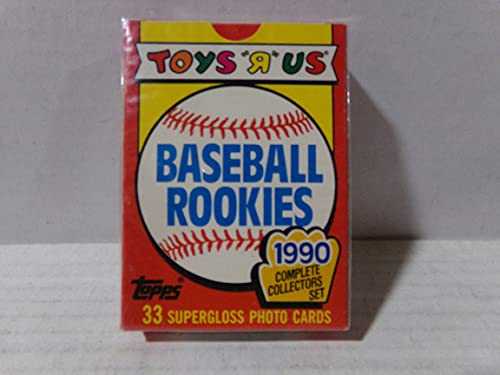 TOYS "R" US
BASEBALL
ROOKIES
1990
COMPLETE
COLLECTORS
SET
Topps
33 SUPERGLOSS PHOTO CARDS